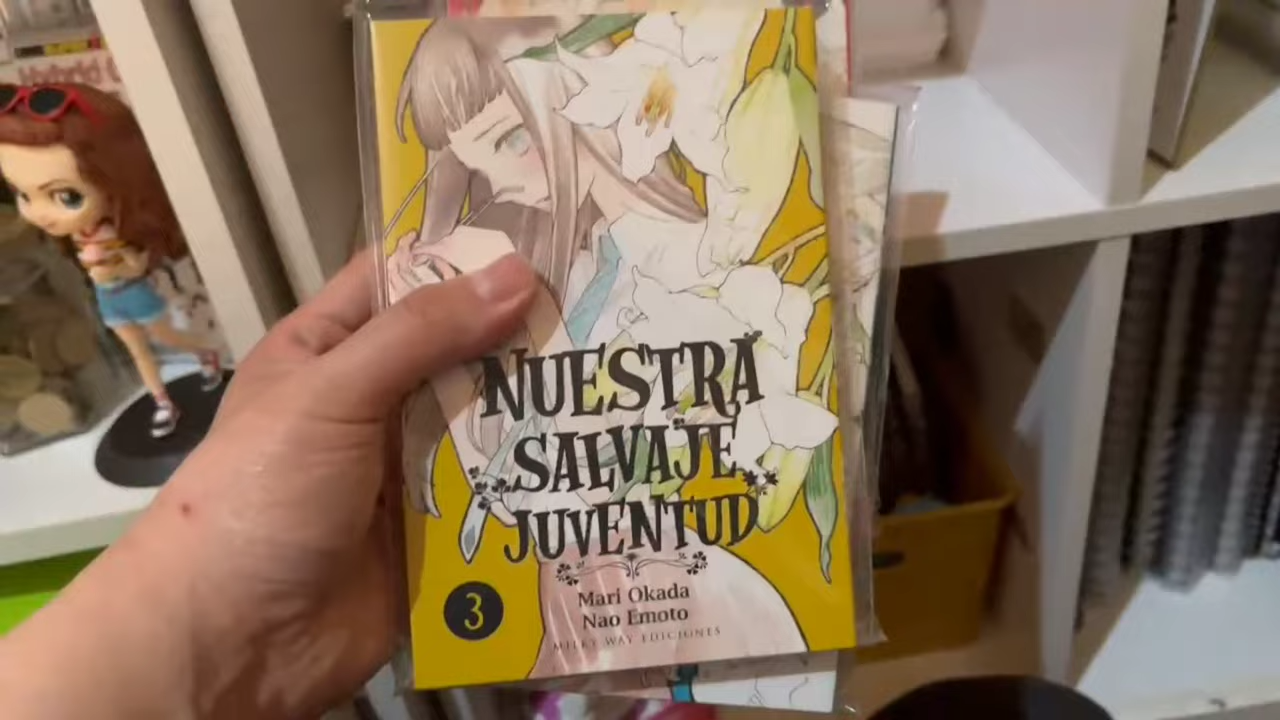 NUESTRA
SALVAJE
JUVENTUD
3
Mari Okada
Nao Emoto
MILKY WAY EDICIONES